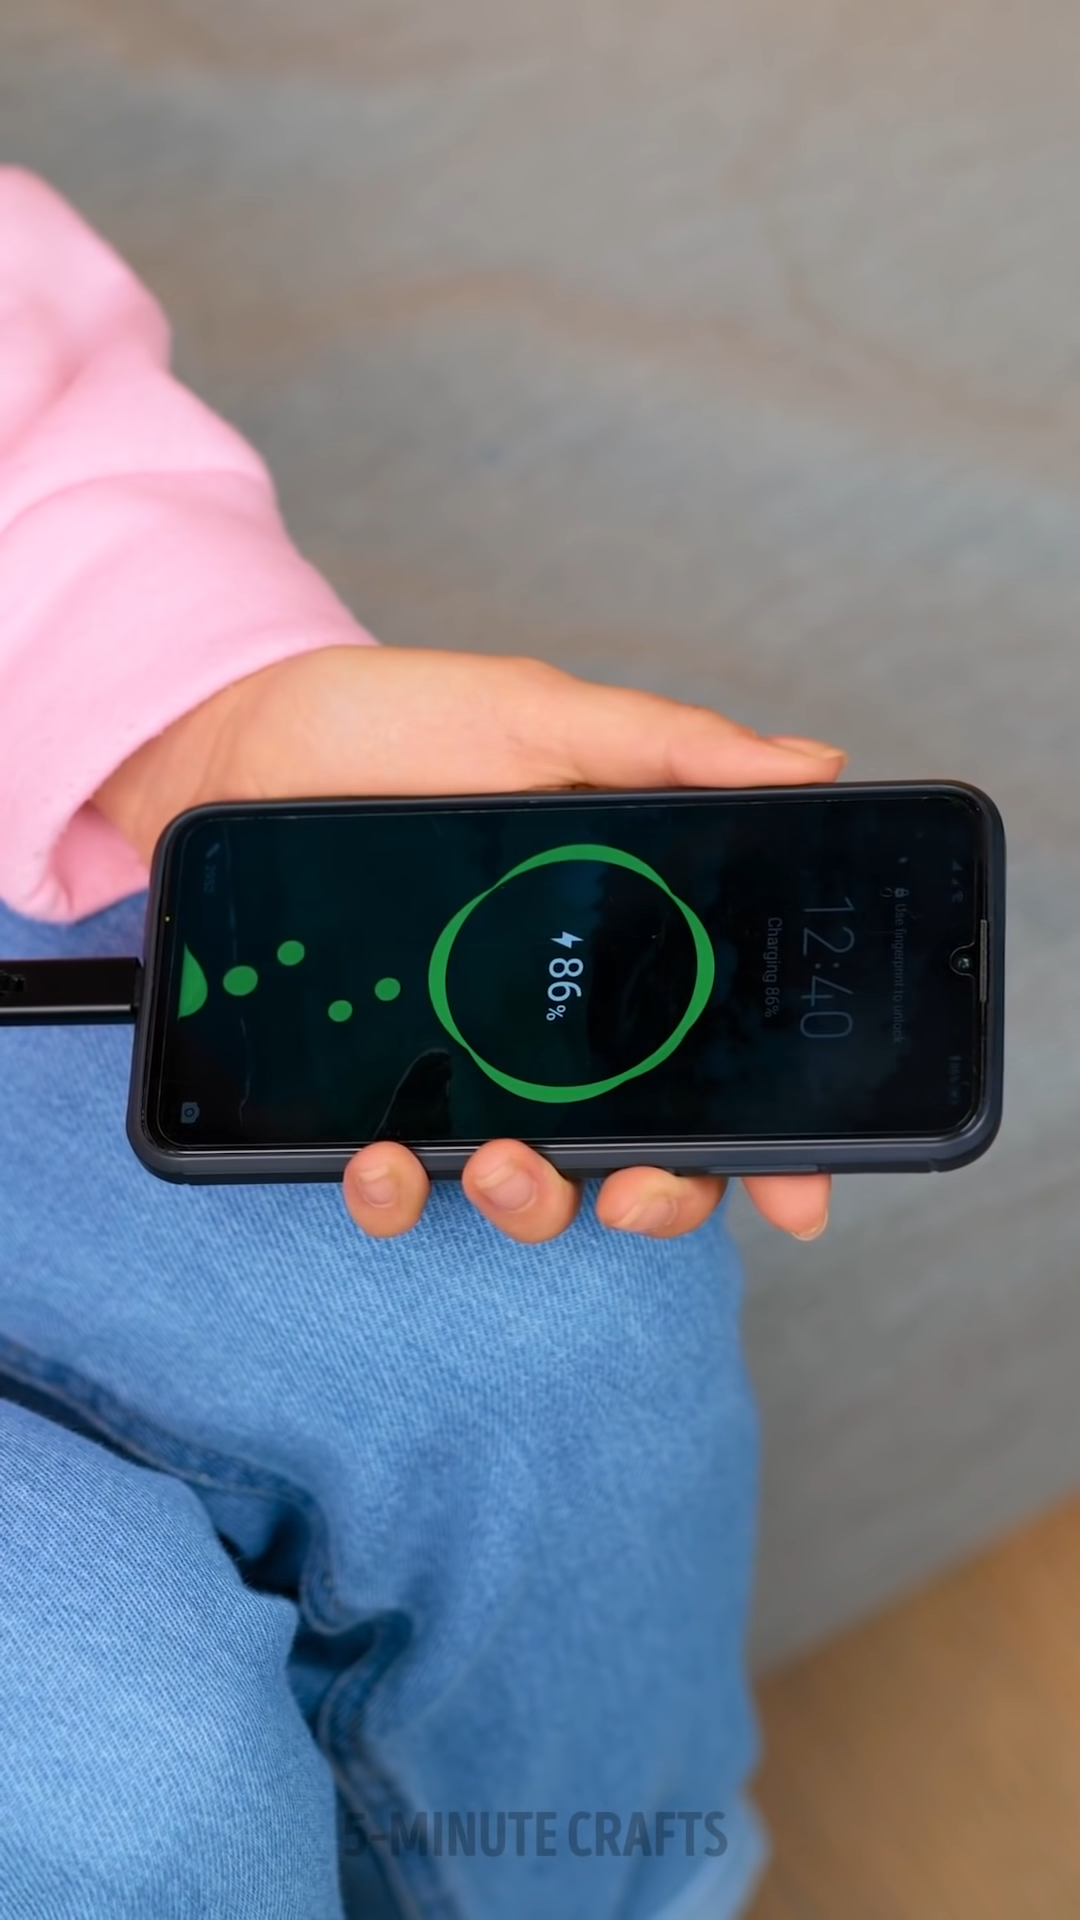 Use fingerprint to unlock
12:40
Charging 86%
86%
5-MINUTE CRAFTS